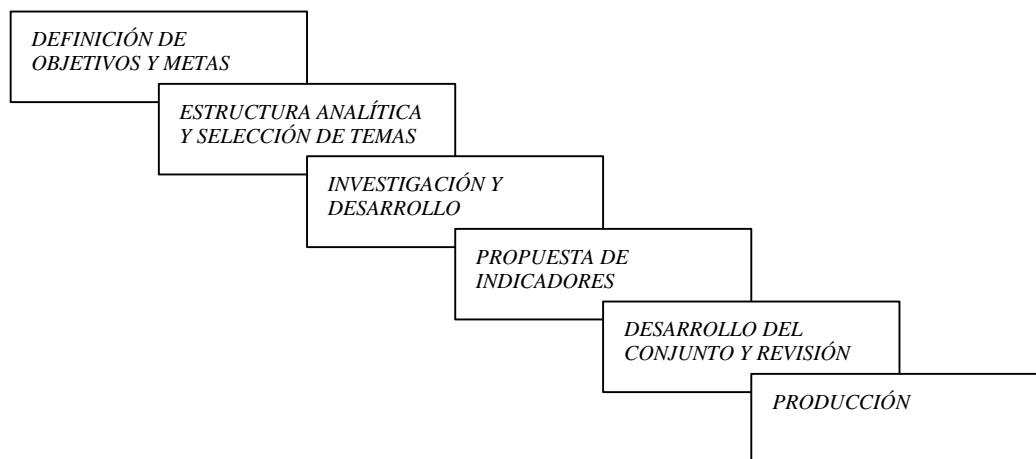 DEFINICIÓN DE
OBJETIVOS Y METAS
ESTRUCTURA ANALÍTICA
Y SELECCIÓN DE TEMAS
INVESTIGACIÓN Y
DESARROLLO
PROPUESTA DE
INDICADORES
DESARROLLO DEL
CONJUNTO Y REVISIÓN
PRODUCCIÓN